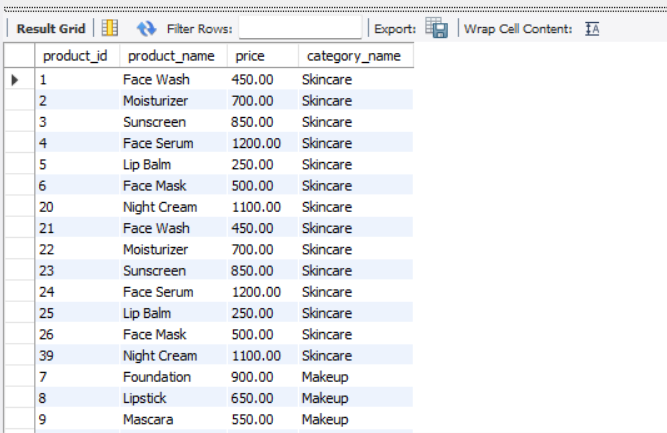 Result Grid Filter Rows: Export: Wrap Cell Content:
product_id product_name price category_name
1 Face Wash 450.00 Skincare
2 Moisturizer 700.00 Skincare
3 Sunscreen 850.00 Skincare
4 Face Serum 1200.00 Skincare
5 Lip Balm 250.00 Skincare
6 Face Mask 500.00 Skincare
20 Night Cream 1100.00 Skincare
21 Face Wash 450.00 Skincare
22 Moisturizer 700.00 Skincare
23 Sunscreen 850.00 Skincare
24 Face Serum 1200.00 Skincare
25 Lip Balm 250.00 Skincare
26 Face Mask 500.00 Skincare
39 Night Cream 1100.00 Skincare
7 Foundation 900.00 Makeup
8 Lipstick 650.00 Makeup
9 Mascara 550.00 Makeup